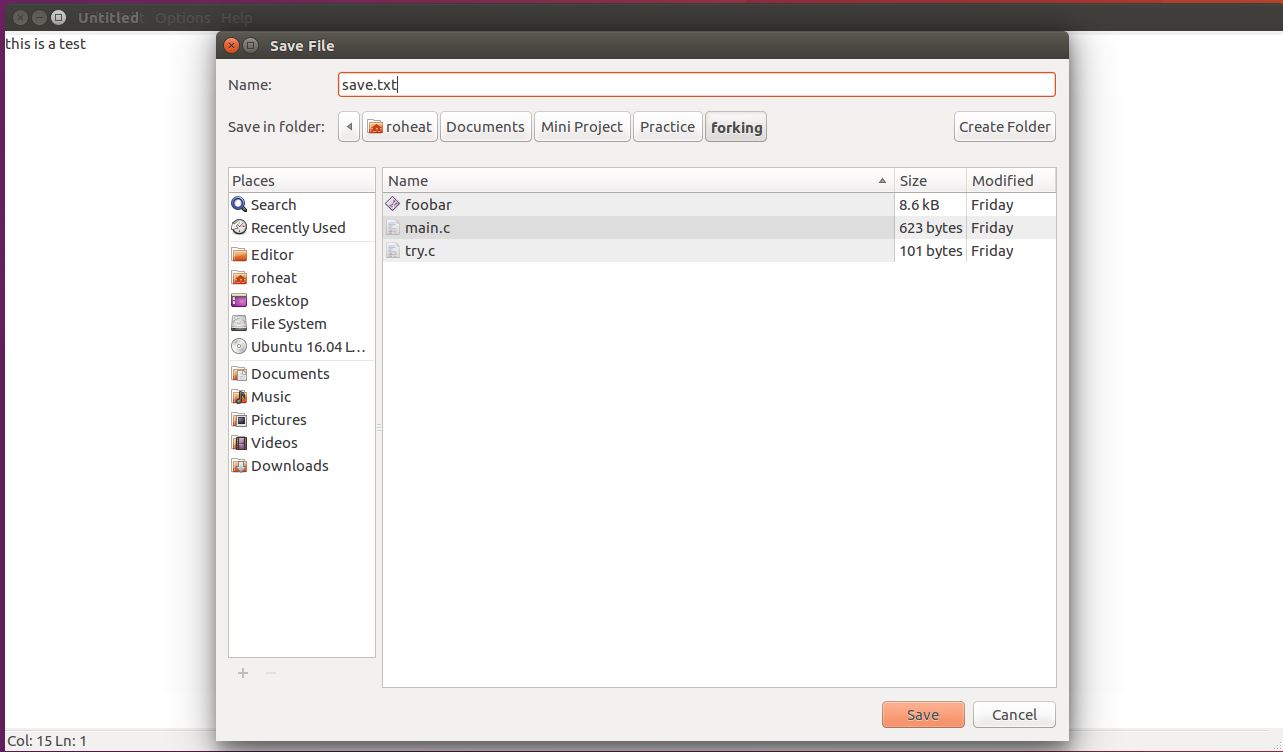 Untitled Options Help
this is a test
Save File
Name: save.txt
Save in folder: roheat Documents Mini Project Practice forking Create Folder
Places
Search
Recently Used
Editor
roheat
Desktop
File System
Ubuntu 16.04 L…
Documents
Music
Pictures
Videos
Downloads
Name Size Modified
foobar 8.6 kB Friday
main.c 623 bytes Friday
try.c 101 bytes Friday
Save Cancel
Col: 15 Ln: 1